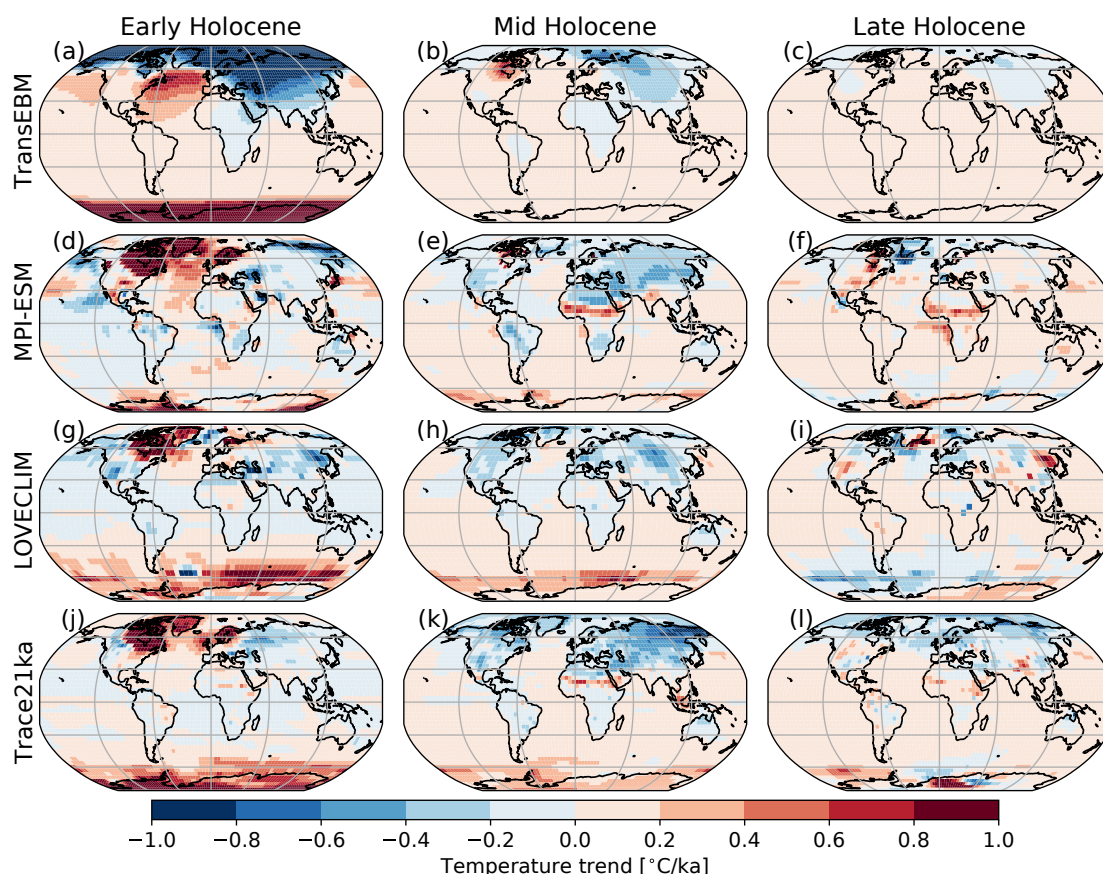 Early Holocene Mid Holocene Late Holocene
(a) (b) (c)
TransEBM
(d) (e) (f)
MPI-ESM
(g) (h) (i)
LOVECLIM
(j) (k) (l)
Trace21ka
−1.0 −0.8 −0.6 −0.4 −0.2 0.0 0.2 0.4 0.6 0.8 1.0
Temperature trend [°C/ka]